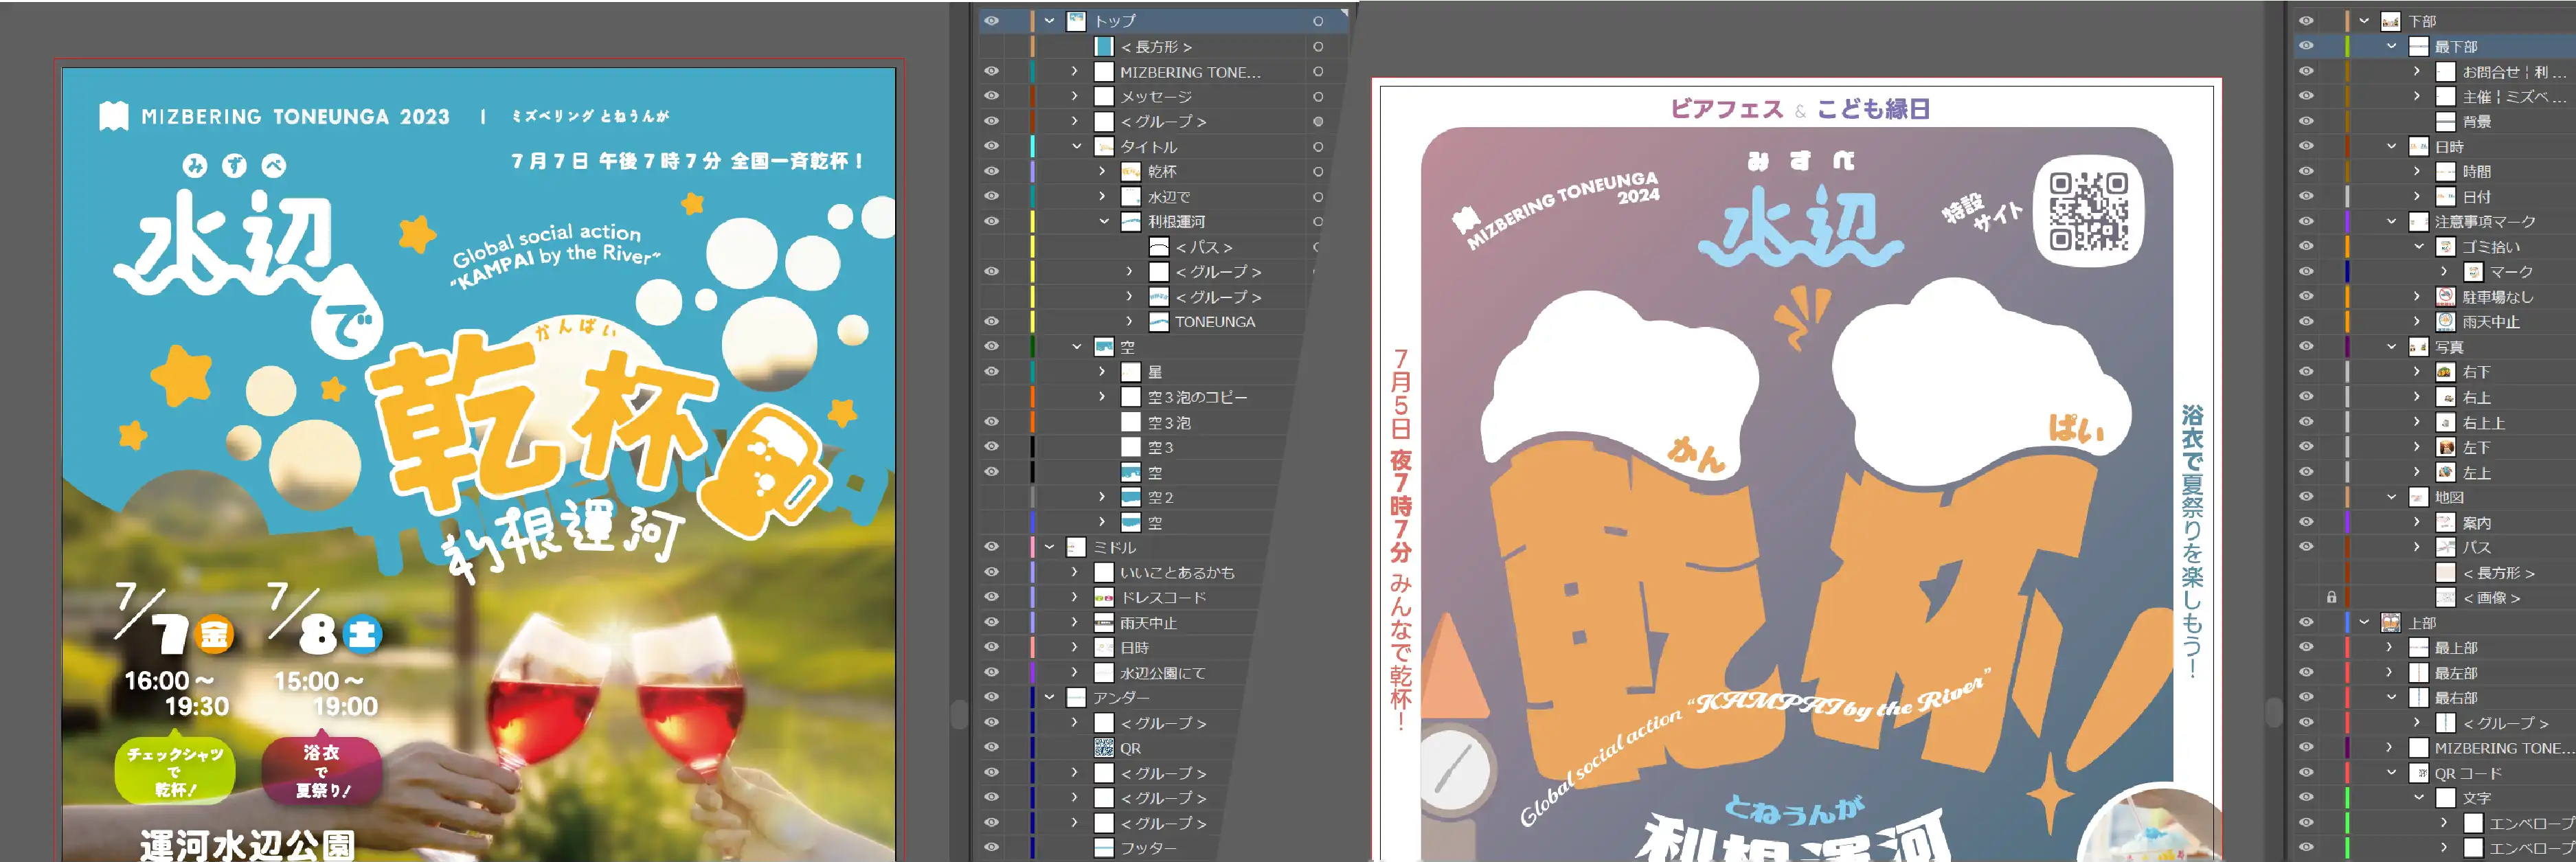 MIZBERING TONEUNGA 2023 | ミズベリング とねうんが
7月7日 午後7時7分 全国一斉乾杯！
みずべ
水辺
で
Global social action
"KAMPAI by the River"
かんぱい
乾杯
利根運河
7/7 金
16:00～
19:30
7/8 土
15:00～
19:00
チェックシャツ
で
乾杯！
浴衣
で
夏祭り！
運河水辺公園
トップ
＜長方形＞
MIZBERING TONE...
メッセージ
＜グループ＞
タイトル
乾杯
水辺で
利根運河
＜パス＞
＜グループ＞
＜グループ＞
TONEUNGA
空
星
空３泡のコピー
空３泡
空３
空
空２
空
ミドル
いいことあるかも
ドレスコード
雨天中止
日時
水辺公園にて
アンダー
＜グループ＞
QR
＜グループ＞
＜グループ＞
＜グループ＞
フッター
ビアフェス & こども縁日
MIZBERING TONEUNGA
2024
みずべ
水辺
特設
サイト
かん
ぱい
乾杯
7月5日 夜7時7分 みんなで乾杯！
浴衣で夏祭りを楽しもう！
Global social action "KAMPAI by the River"
とねうんが
利根運河
下部
最下部
お問合せ¦利...
主催¦ミズベ...
背景
日時
時間
日付
注意事項マーク
ゴミ拾い
マーク
駐車場なし
雨天中止
写真
右下
右上
右上上
左下
左上
地図
案内
パス
＜長方形＞
＜画像＞
上部
最上部
最左部
最右部
＜グループ＞
MIZBERING TONE...
QRコード
文字
エンベロープ
エンベロープ